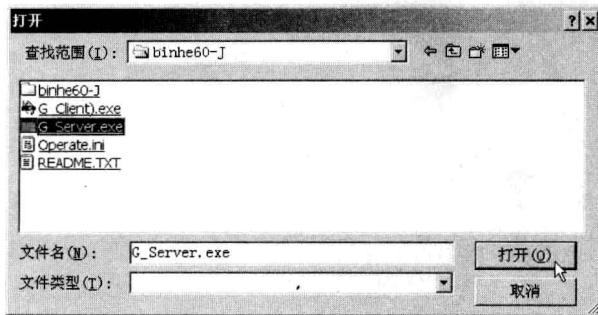 打开
查找范围(I): binhe60-J
binhe60-J
G_Client).exe
G_Server.exe
Operate.ini
README.TXT
文件名(N): G_Server.exe 打开(O)
文件类型(T): 取消